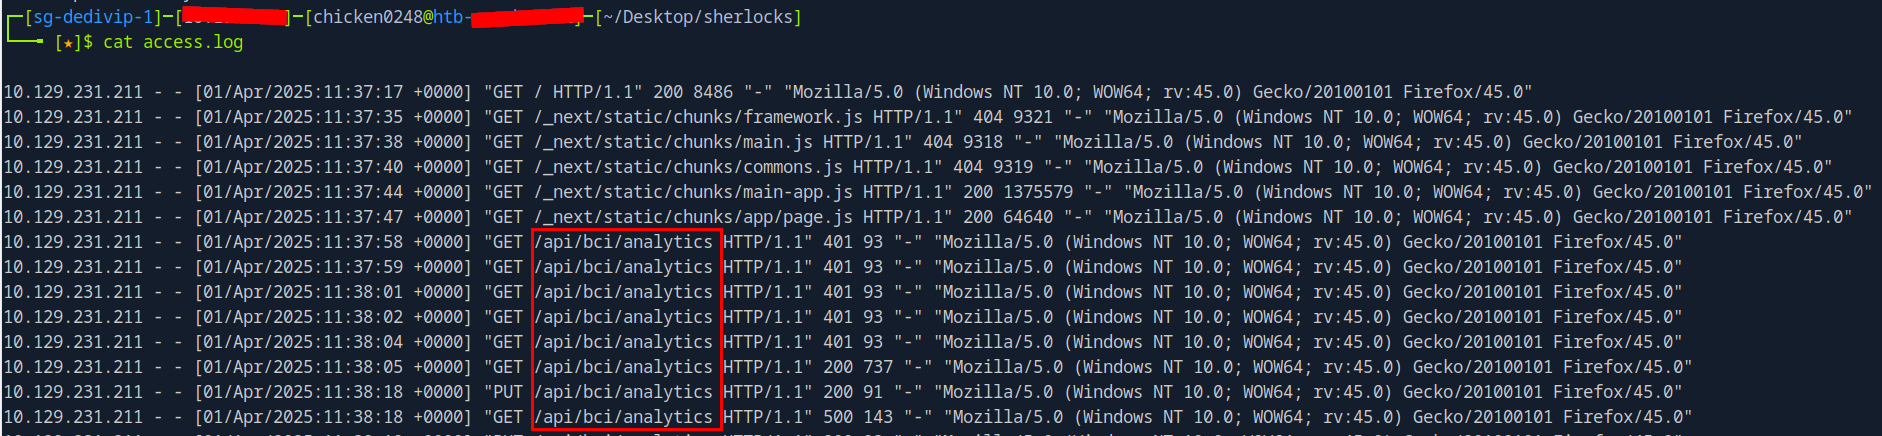 [sg-dedivip-1]-[]-[chicken0248@htb-]-[~/Desktop/sherlocks]
[★]$ cat access.log
10.129.231.211 - - [01/Apr/2025:11:37:17 +0000] "GET / HTTP/1.1" 200 8486 "-" "Mozilla/5.0 (Windows NT 10.0; WOW64; rv:45.0) Gecko/20100101 Firefox/45.0"
10.129.231.211 - - [01/Apr/2025:11:37:35 +0000] "GET /_next/static/chunks/framework.js HTTP/1.1" 404 9321 "-" "Mozilla/5.0 (Windows NT 10.0; WOW64; rv:45.0) Gecko/20100101 Firefox/45.0"
10.129.231.211 - - [01/Apr/2025:11:37:38 +0000] "GET /_next/static/chunks/main.js HTTP/1.1" 404 9318 "-" "Mozilla/5.0 (Windows NT 10.0; WOW64; rv:45.0) Gecko/20100101 Firefox/45.0"
10.129.231.211 - - [01/Apr/2025:11:37:40 +0000] "GET /_next/static/chunks/commons.js HTTP/1.1" 404 9319 "-" "Mozilla/5.0 (Windows NT 10.0; WOW64; rv:45.0) Gecko/20100101 Firefox/45.0"
10.129.231.211 - - [01/Apr/2025:11:37:44 +0000] "GET /_next/static/chunks/main-app.js HTTP/1.1" 200 1375579 "-" "Mozilla/5.0 (Windows NT 10.0; WOW64; rv:45.0) Gecko/20100101 Firefox/45.0"
10.129.231.211 - - [01/Apr/2025:11:37:47 +0000] "GET /_next/static/chunks/app/page.js HTTP/1.1" 200 64640 "-" "Mozilla/5.0 (Windows NT 10.0; WOW64; rv:45.0) Gecko/20100101 Firefox/45.0"
10.129.231.211 - - [01/Apr/2025:11:37:58 +0000] "GET /api/bci/analytics HTTP/1.1" 401 93 "-" "Mozilla/5.0 (Windows NT 10.0; WOW64; rv:45.0) Gecko/20100101 Firefox/45.0"
10.129.231.211 - - [01/Apr/2025:11:37:59 +0000] "GET /api/bci/analytics HTTP/1.1" 401 93 "-" "Mozilla/5.0 (Windows NT 10.0; WOW64; rv:45.0) Gecko/20100101 Firefox/45.0"
10.129.231.211 - - [01/Apr/2025:11:38:01 +0000] "GET /api/bci/analytics HTTP/1.1" 401 93 "-" "Mozilla/5.0 (Windows NT 10.0; WOW64; rv:45.0) Gecko/20100101 Firefox/45.0"
10.129.231.211 - - [01/Apr/2025:11:38:02 +0000] "GET /api/bci/analytics HTTP/1.1" 401 93 "-" "Mozilla/5.0 (Windows NT 10.0; WOW64; rv:45.0) Gecko/20100101 Firefox/45.0"
10.129.231.211 - - [01/Apr/2025:11:38:04 +0000] "GET /api/bci/analytics HTTP/1.1" 401 93 "-" "Mozilla/5.0 (Windows NT 10.0; WOW64; rv:45.0) Gecko/20100101 Firefox/45.0"
10.129.231.211 - - [01/Apr/2025:11:38:05 +0000] "GET /api/bci/analytics HTTP/1.1" 200 737 "-" "Mozilla/5.0 (Windows NT 10.0; WOW64; rv:45.0) Gecko/20100101 Firefox/45.0"
10.129.231.211 - - [01/Apr/2025:11:38:18 +0000] "PUT /api/bci/analytics HTTP/1.1" 200 91 "-" "Mozilla/5.0 (Windows NT 10.0; WOW64; rv:45.0) Gecko/20100101 Firefox/45.0"
10.129.231.211 - - [01/Apr/2025:11:38:18 +0000] "GET /api/bci/analytics HTTP/1.1" 500 143 "-" "Mozilla/5.0 (Windows NT 10.0; WOW64; rv:45.0) Gecko/20100101 Firefox/45.0"